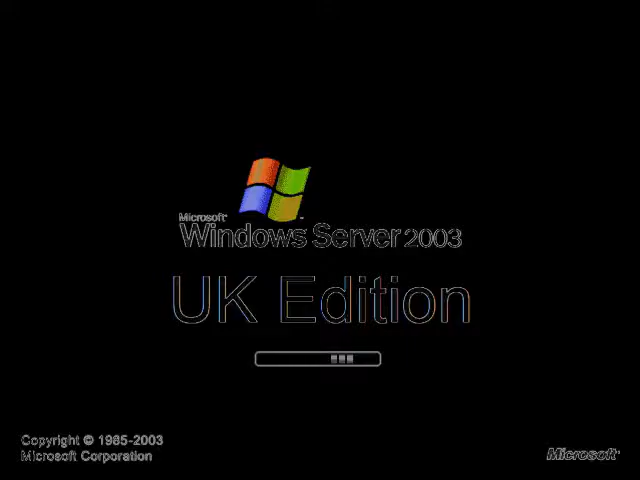 Microsoft
Windows Server 2003
UK Edition
Copyright © 1985-2003
Microsoft Corporation
Microsoft